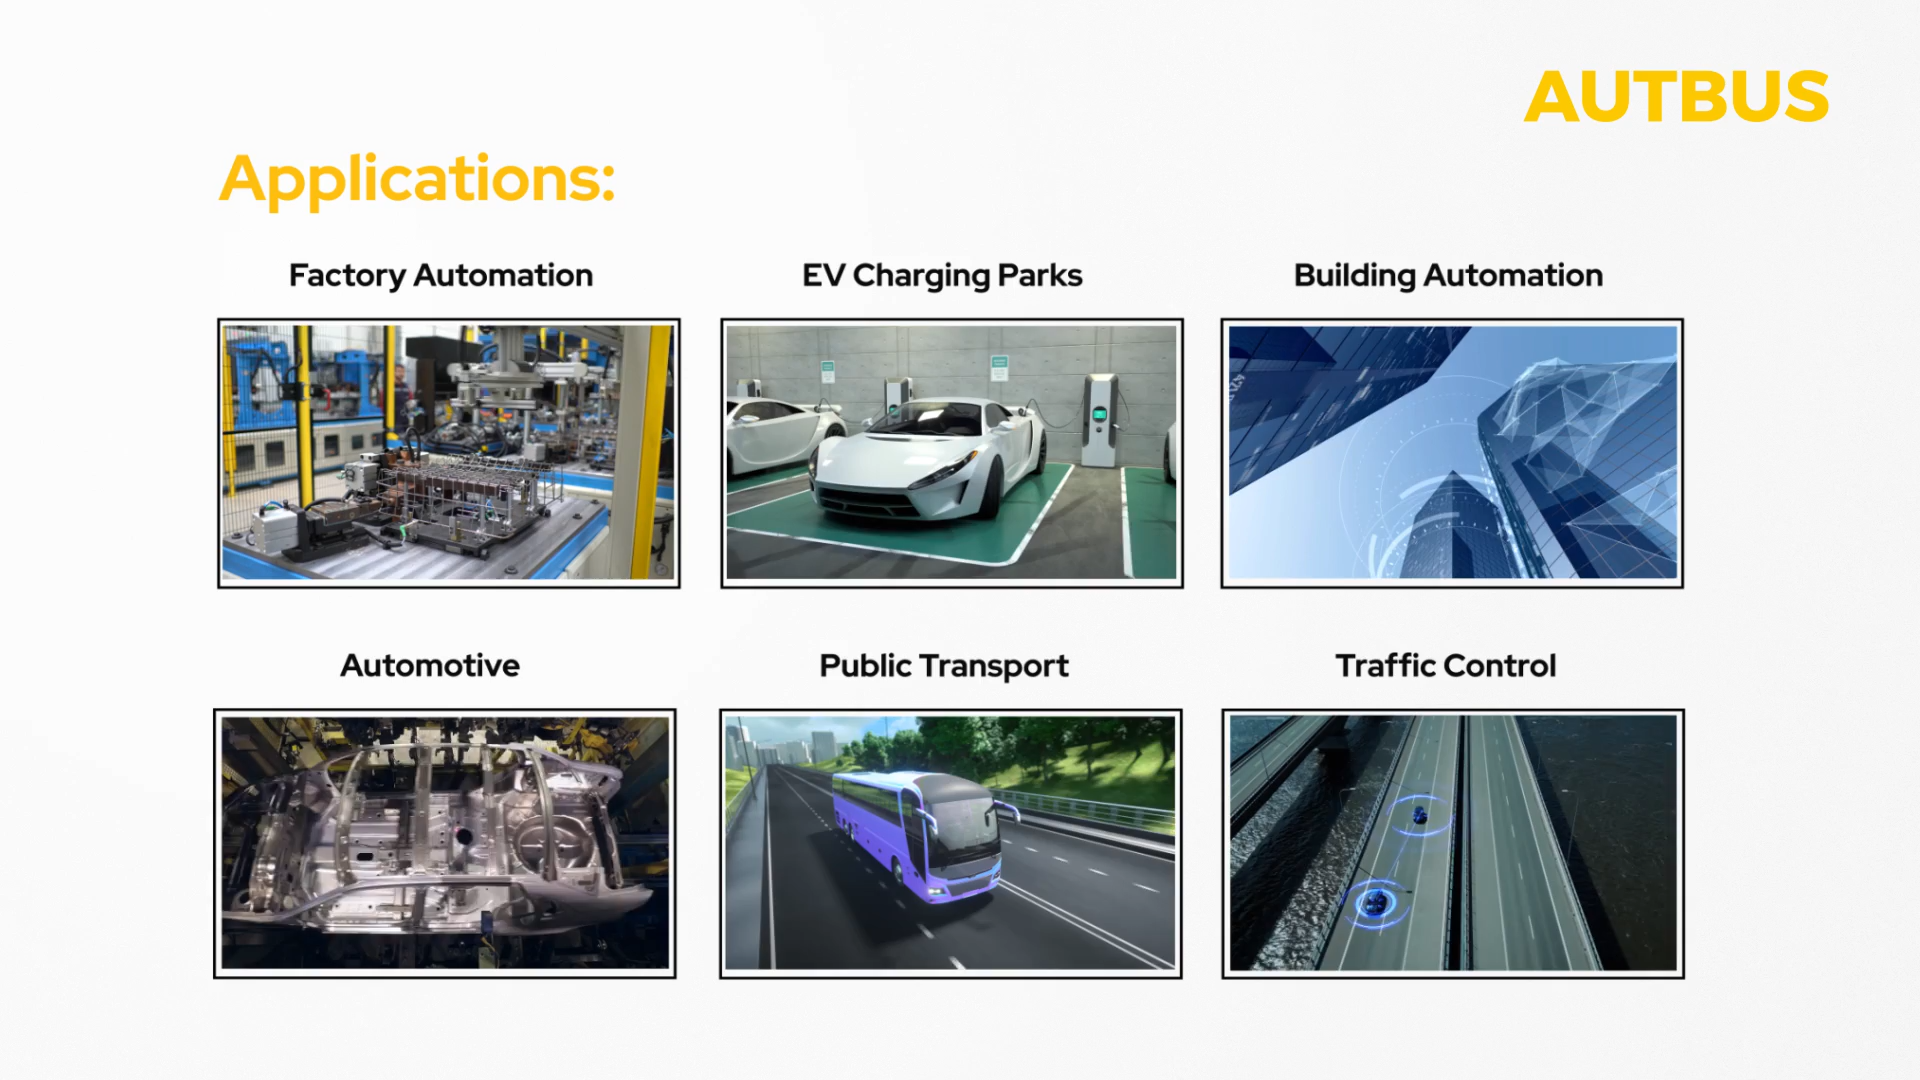 AUTBUS
Applications:
Factory Automation
EV Charging Parks
Building Automation
Automotive
Public Transport
Traffic Control